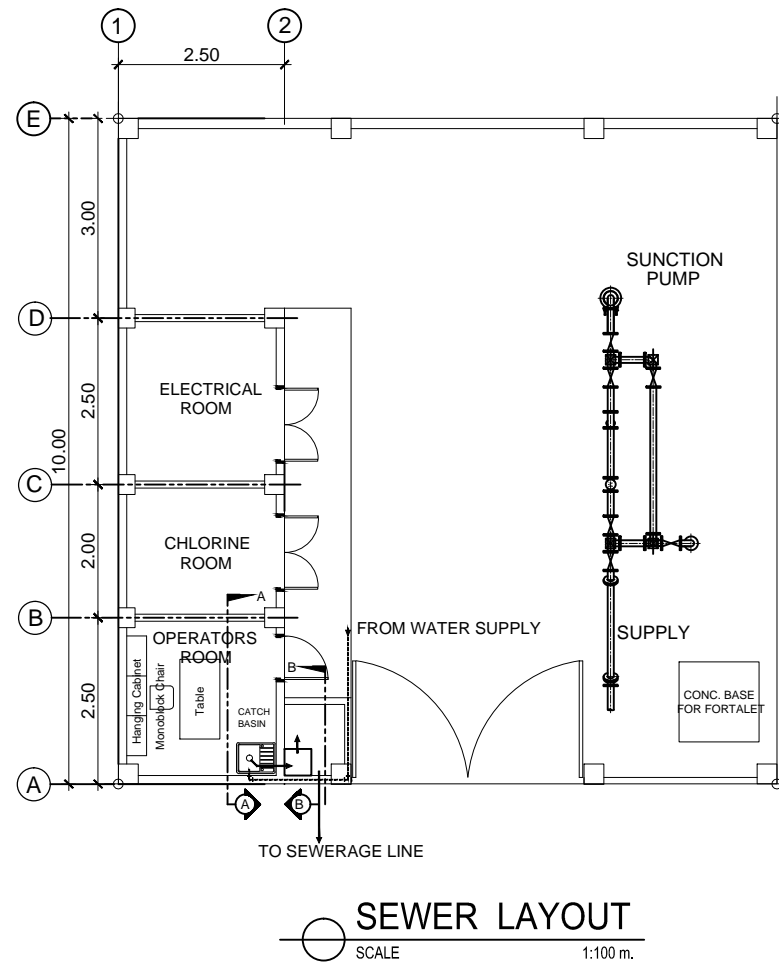 1
2
2.50
E
3.00
SUNCTION
PUMP
D
ELECTRICAL
ROOM
2.50
10.00
C
CHLORINE
ROOM
2.00
A
B
FROM WATER SUPPLY
OPERATORS
ROOM
SUPPLY
B
Hanging Cabinet
Monoblock Chair
Table
2.50
CONC. BASE
FOR FORTALET
CATCH
BASIN
A
A
B
TO SEWERAGE LINE
SEWER LAYOUT
SCALE
1:100 m.